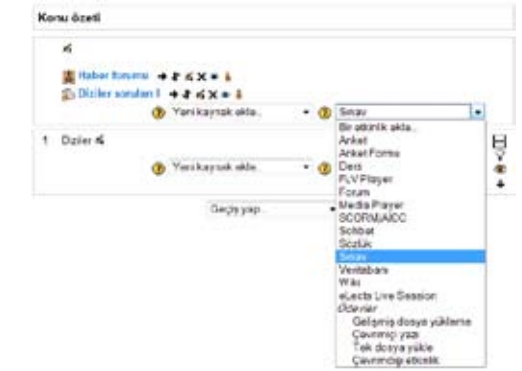 Konu özeti
Haber forumu
Diziler soruları 1
Yeni kaynak ekle...
Sınav
1 Diziler
Yeni kaynak ekle...
Geçiş yap...
Bir etkinlik ekle...
Anket
Anket Formu
Ders
FLV Player
Forum
Media Player
SCORM/AICC
Sohbet
Sözlük
Sınav
Veritabanı
Wiki
eLecta Live Session
Ödevler
Gelişmiş dosya yükleme
Çevrimiçi yazı
Tek dosya yükle
Çevrimdışı etkinlik